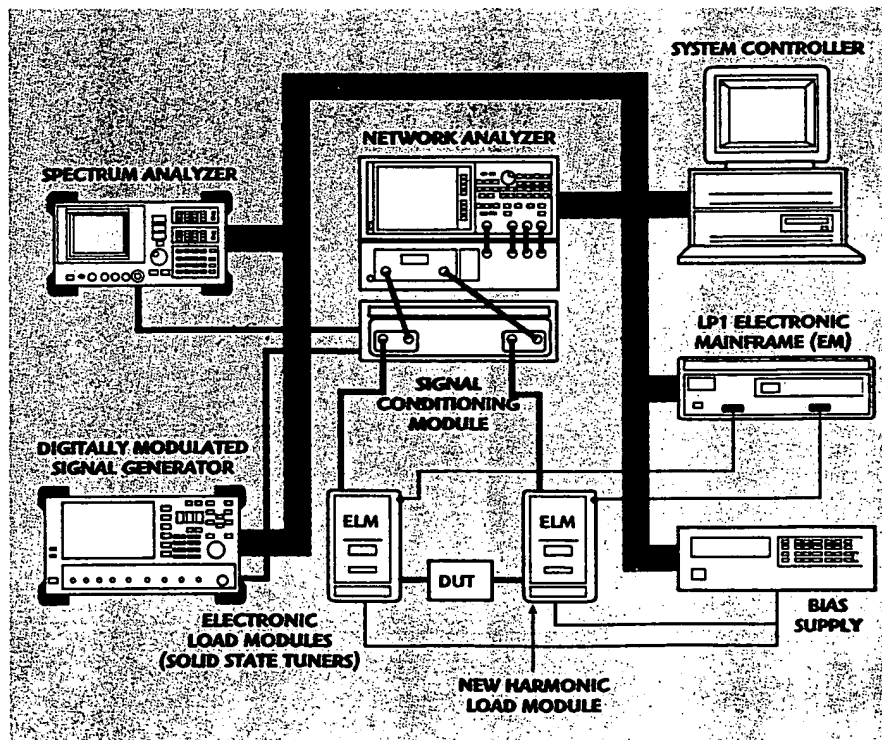 SYSTEM CONTROLLER
NETWORK ANALYZER
SPECTRUM ANALYZER
LP1 ELECTRONIC
MAINFRAME (EM)
SIGNAL
CONDITIONING
MODULE
DIGITALLY MODULATED
SIGNAL GENERATOR
ELM
ELM
DUT
BIAS
SUPPLY
ELECTRONIC
LOAD MODULES
(SOLID STATE TUNERS)
NEW HARMONIC
LOAD MODULE